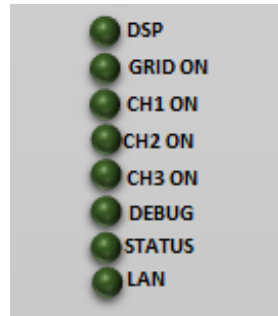 DSP
GRID ON
CH1 ON
CH2 ON
CH3 ON
DEBUG
STATUS
LAN